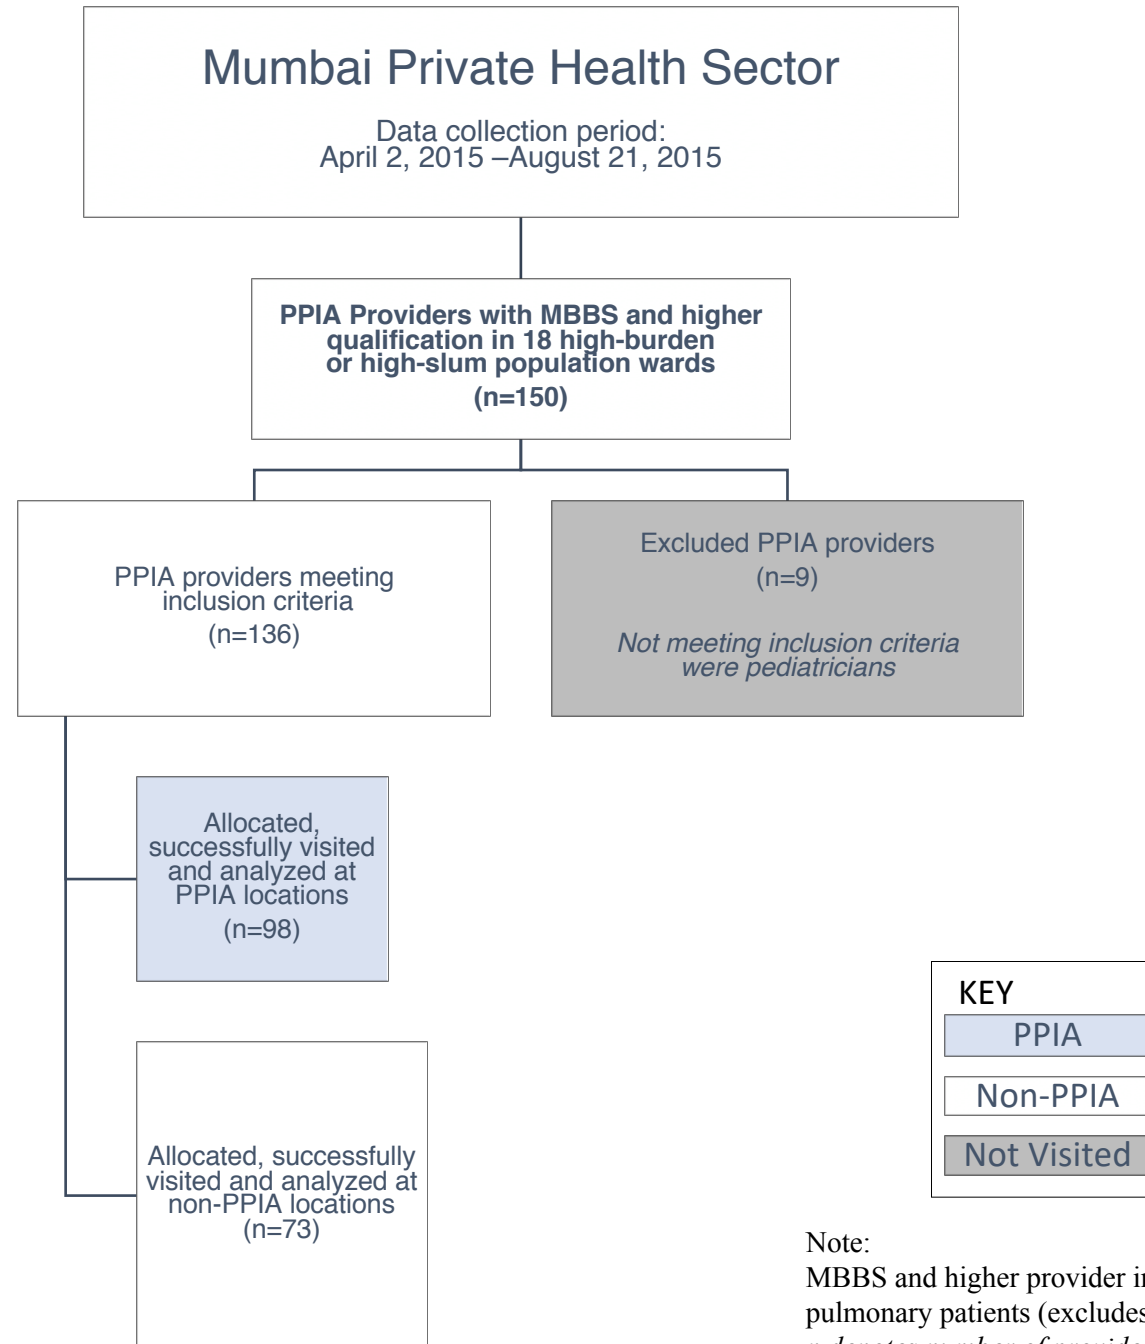 Mumbai Private Health Sector
Data collection period:
April 2, 2015 –August 21, 2015
PPIA Providers with MBBS and higher
qualification in 18 high-burden
or high-slum population wards
(n=150)
PPIA providers meeting
inclusion criteria
(n=136)
Excluded PPIA providers
(n=9)
Not meeting inclusion criteria
were pediatricians
Allocated,
successfully visited
and analyzed at
PPIA locations
(n=98)
Allocated, successfully
visited and analyzed at
non-PPIA locations
(n=73)
KEY
PPIA
Non-PPIA
Not Visited
Note:
MBBS and higher provider
pulmonary patients (excludes
n denotes number of